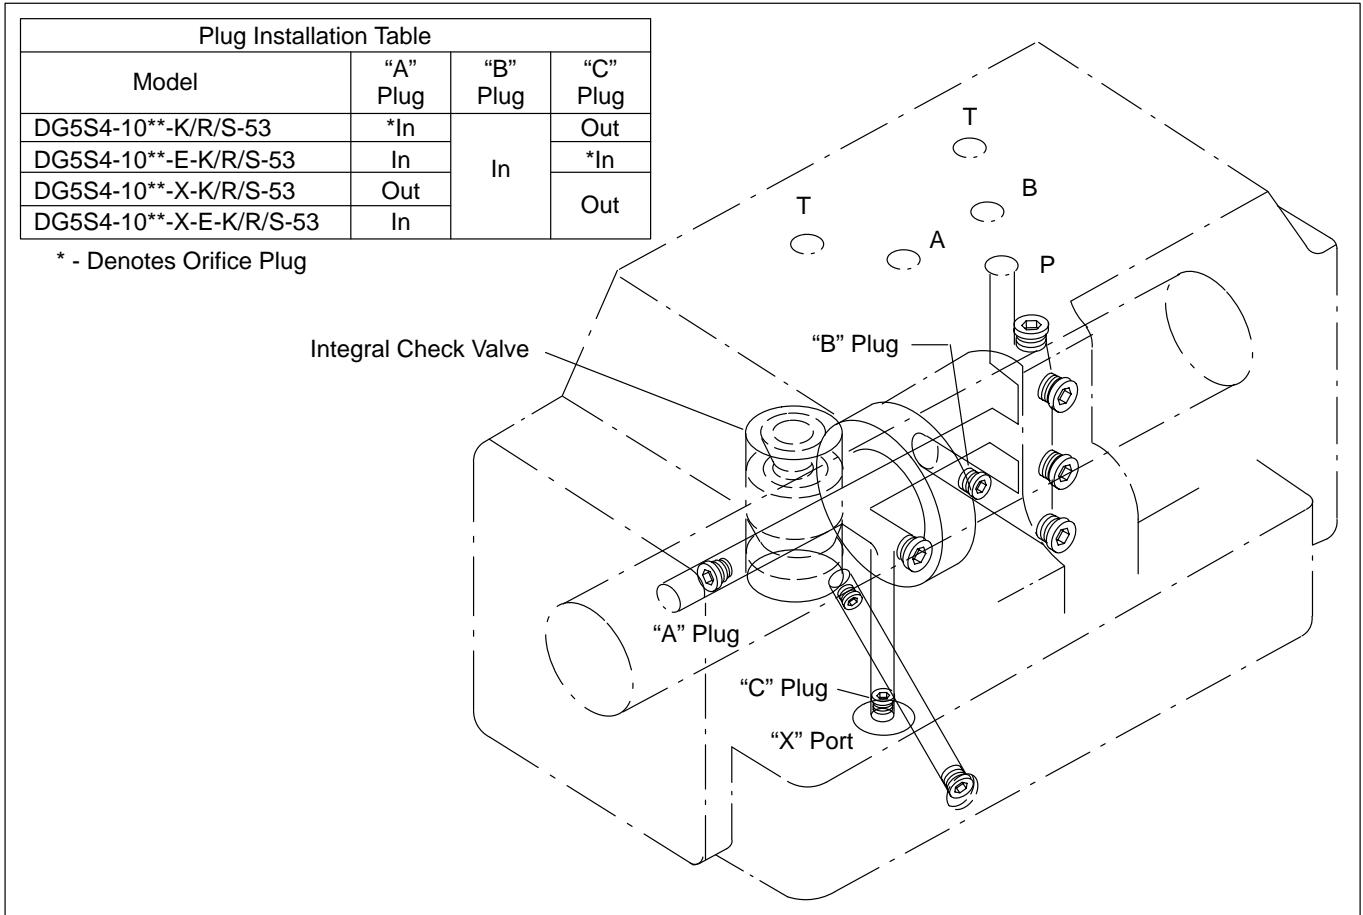 Plug Installation Table
Model “A” Plug “B” Plug “C” Plug
DG5S4-10**-K/R/S-53 *In In Out
DG5S4-10**-E-K/R/S-53 In *In
DG5S4-10**-X-K/R/S-53 Out Out
DG5S4-10**-X-E-K/R/S-53 In
* - Denotes Orifice Plug
T
B
T
A
P
Integral Check Valve
“B” Plug
“A” Plug
“C” Plug
“X” Port